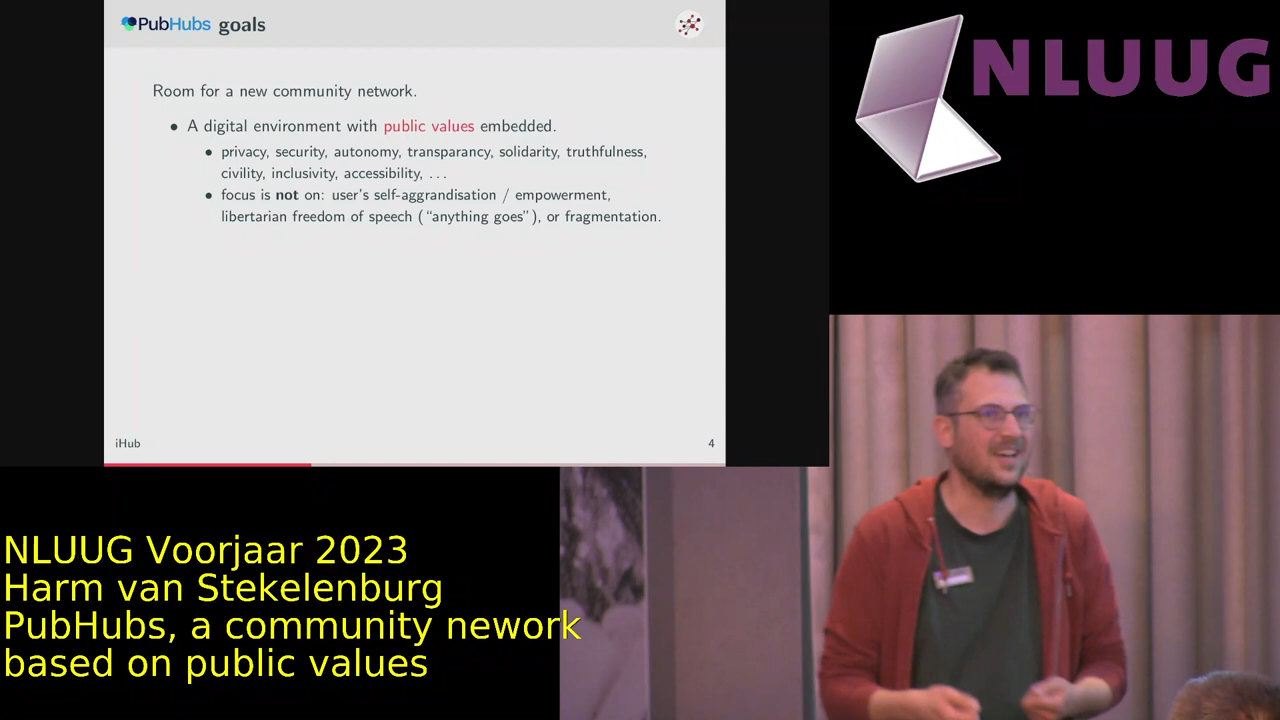 PubHubs goals
Room for a new community network.
• A digital environment with public values embedded.
• privacy, security, autonomy, transparancy, solidarity, truthfulness,
civility, inclusivity, accessibility, ...
• focus is not on: user's self-aggrandisation / empowerment,
libertarian freedom of speech (“anything goes”), or fragmentation.
iHub
4
NLUUG
NLUUG Voorjaar 2023
Harm van Stekelenburg
PubHubs, a community nework
based on public values